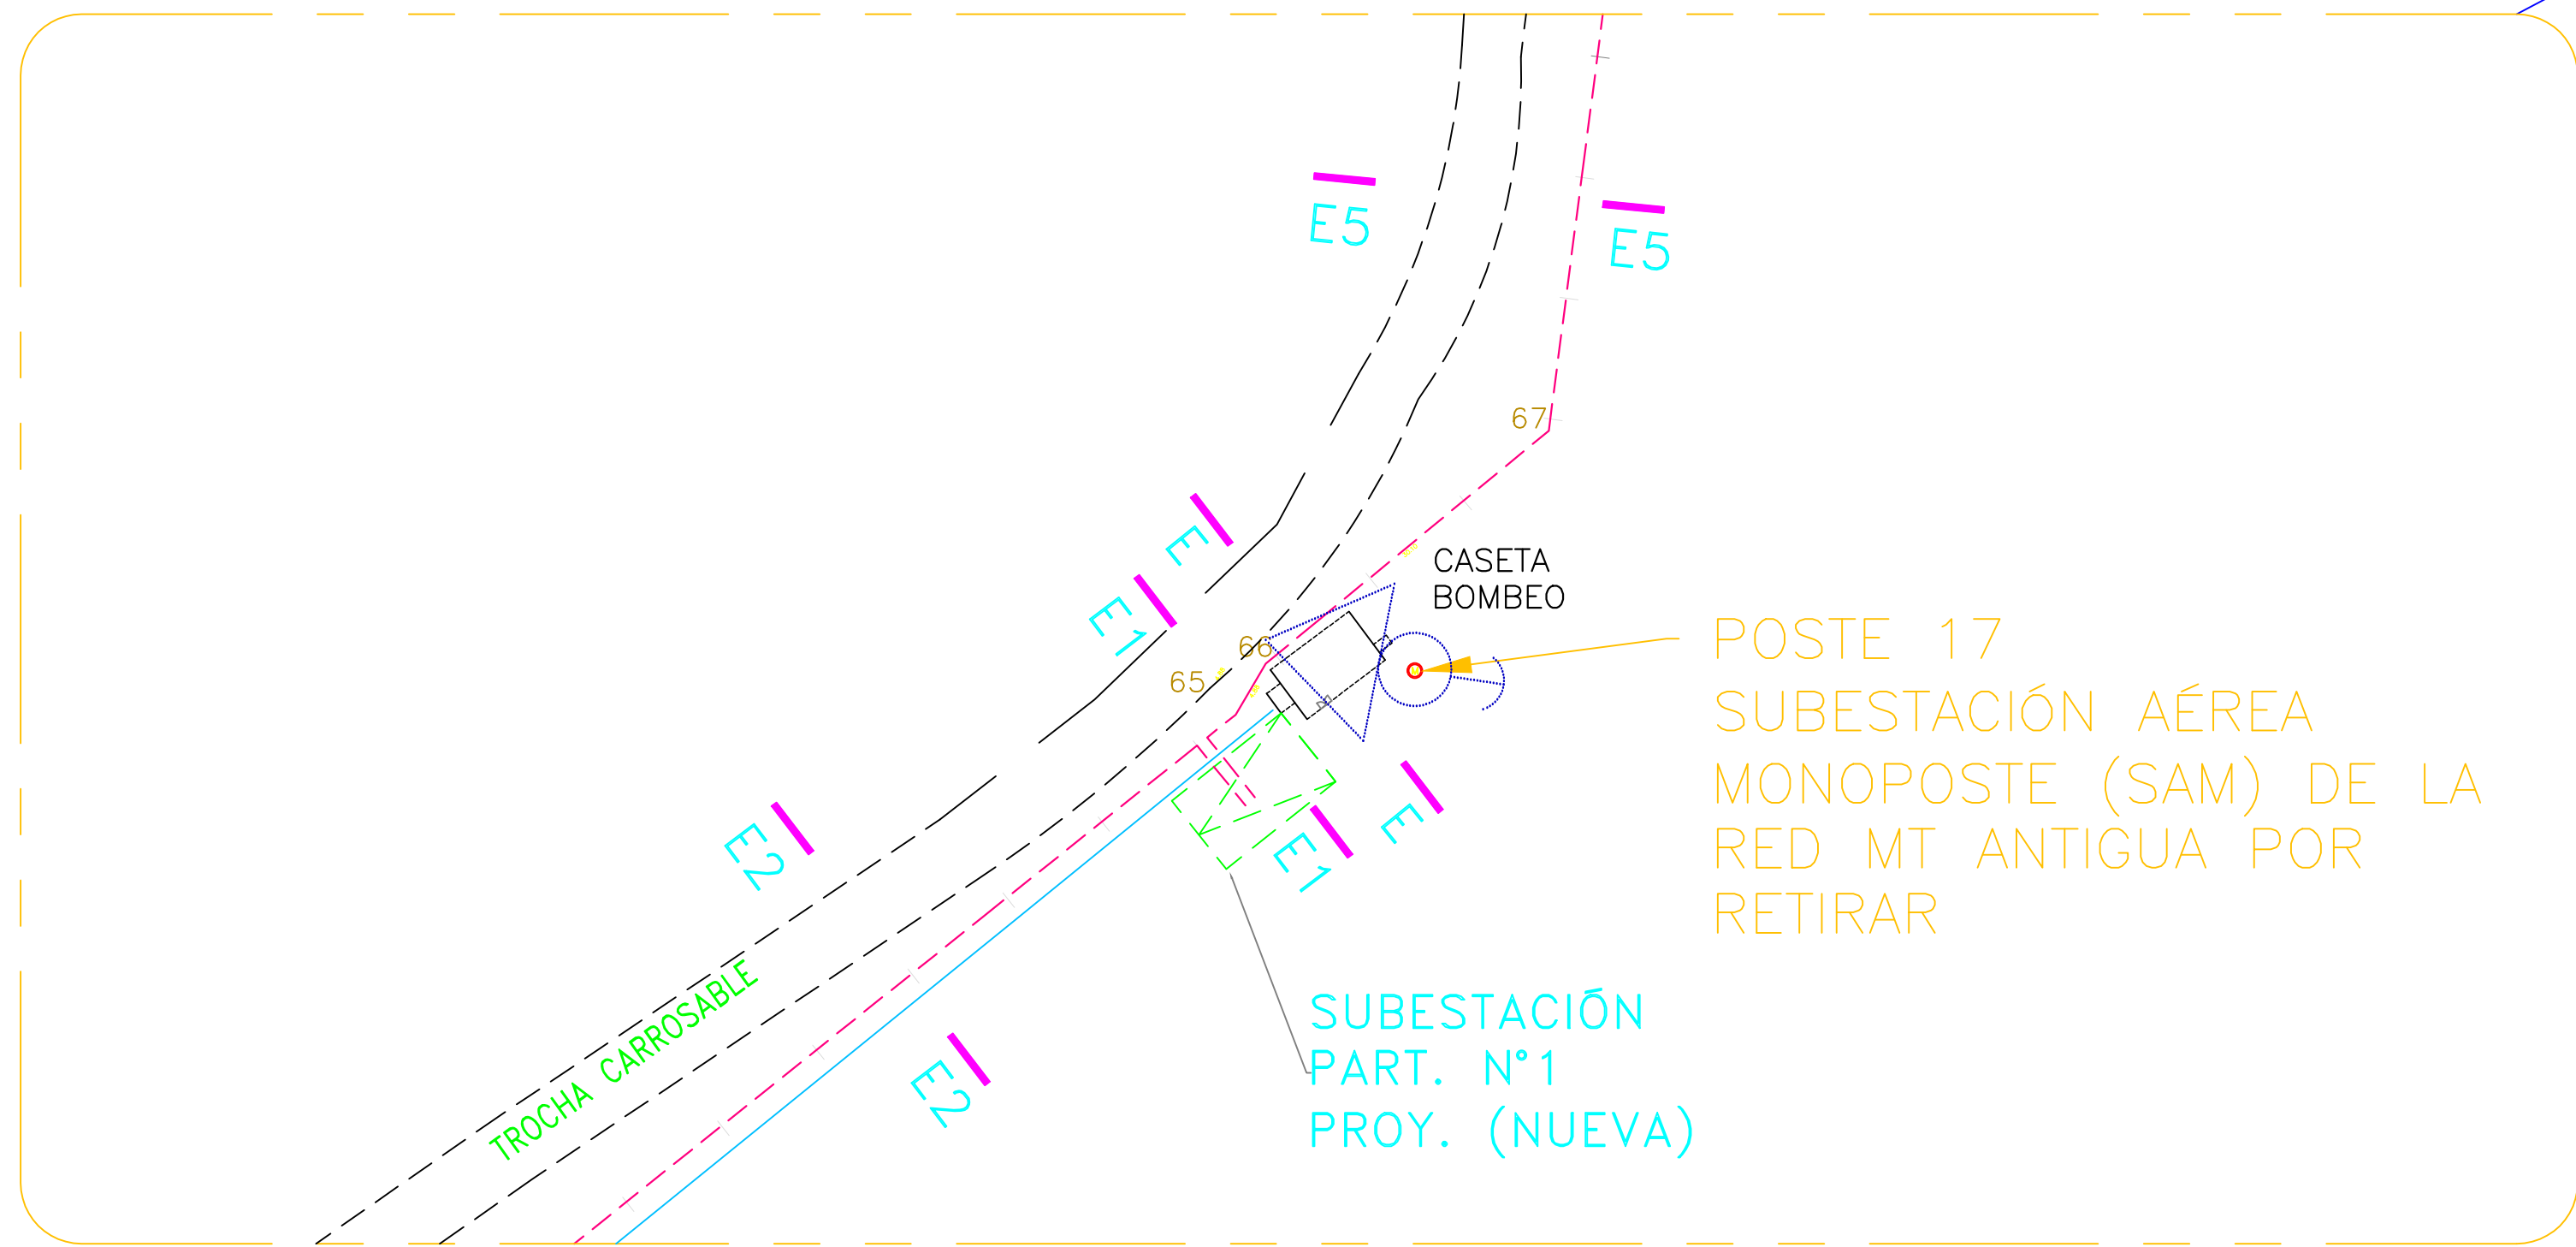 E5
E5
67
E
CASETA
BOMBEO
E1
66
65
POSTE 17
SUBESTACIÓN AÉREA
MONOPOSTE (SAM) DE LA
RED MT ANTIGUA POR
RETIRAR
E2
E
E1
TROCHA CARROSABLE
SUBESTACIÓN
PART. N°1
PROY. (NUEVA)
E2